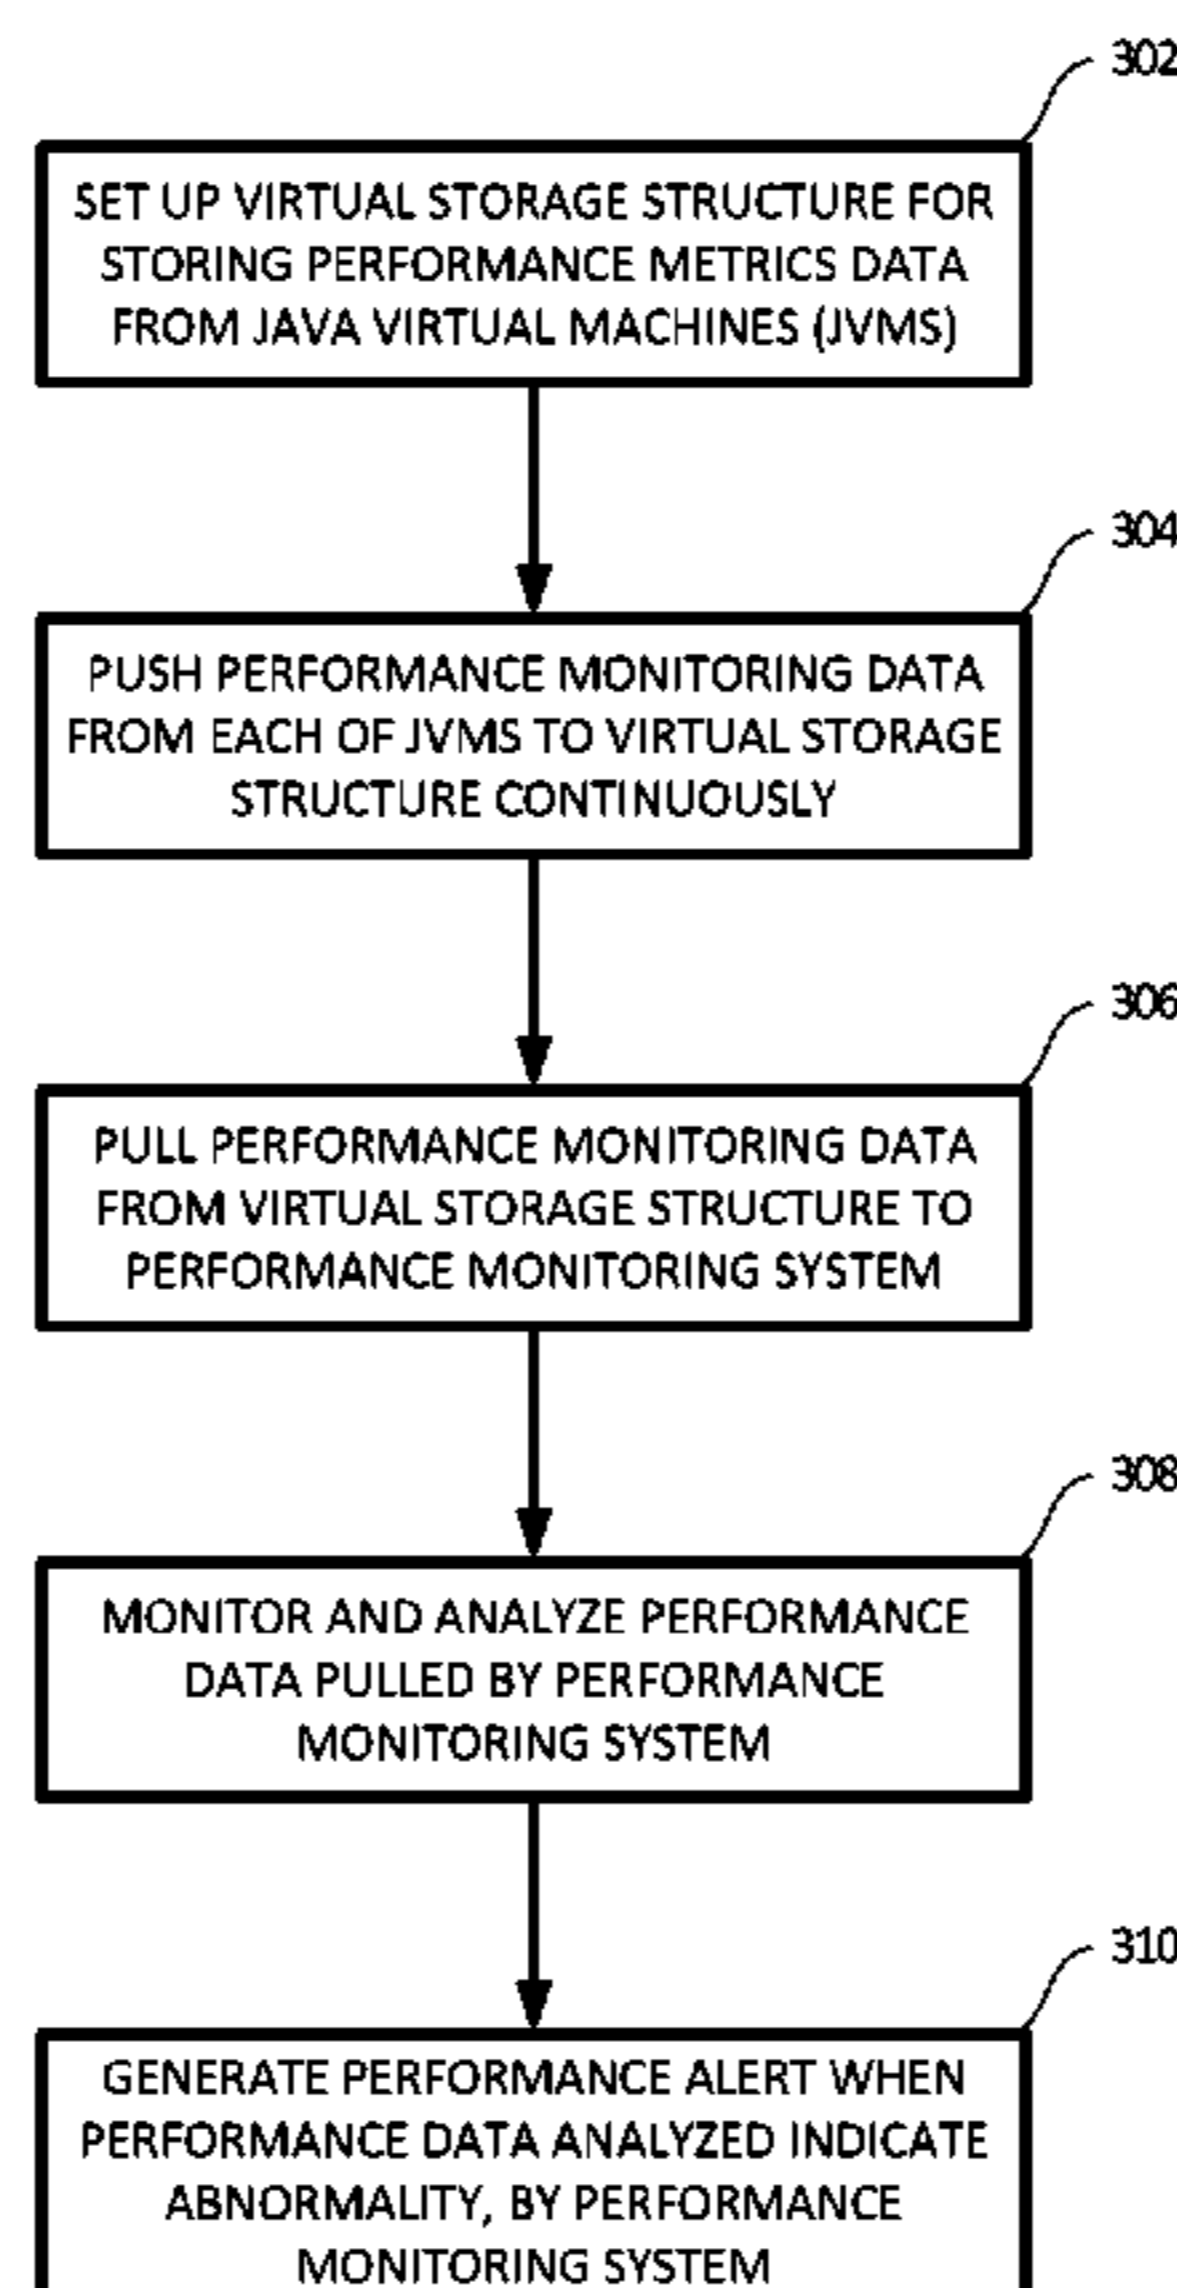 302
SET UP VIRTUAL STORAGE STRUCTURE FOR
STORING PERFORMANCE METRICS DATA
FROM JAVA VIRTUAL MACHINES (JVMS)
304
PUSH PERFORMANCE MONITORING DATA
FROM EACH OF JVMS TO VIRTUAL STORAGE
STRUCTURE CONTINUOUSLY
306
PULL PERFORMANCE MONITORING DATA
FROM VIRTUAL STORAGE STRUCTURE TO
PERFORMANCE MONITORING SYSTEM
308
MONITOR AND ANALYZE PERFORMANCE
DATA PULLED BY PERFORMANCE
MONITORING SYSTEM
310
GENERATE PERFORMANCE ALERT WHEN
PERFORMANCE DATA ANALYZED INDICATE
ABNORMALITY, BY PERFORMANCE
MONITORING SYSTEM